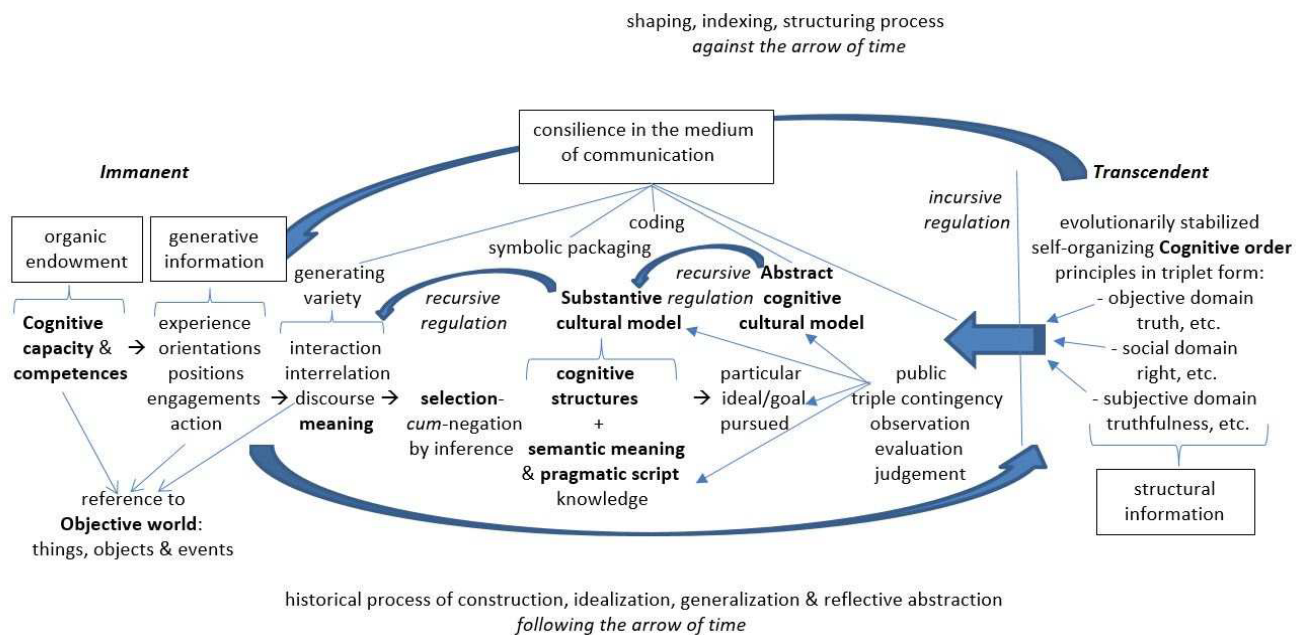 shaping, indexing, structuring process
against the arrow of time
consilience in the medium
of communication
Immanent
Transcendent
incursive
regulation
organic
endowment
generative
information
coding
symbolic packaging
generating
variety
recursive
regulation
recursive
regulation
Substantive
cultural model
Abstract
cognitive
cultural model
evolutionarily stabilized
self-organizing Cognitive order
principles in triplet form:
- objective domain
truth, etc.
- social domain
right, etc.
- subjective domain
truthfulness, etc.
Cognitive
capacity &
competences
→
experience
orientations
positions
engagements
action
→
interaction
interrelation
discourse
meaning
→
selection-
cum-negation
by inference
cognitive
structures
+
semantic meaning
& pragmatic script
knowledge
→
particular
ideal/goal
pursued
public
triple contingency
observation
evaluation
judgement
structural
information
reference to
Objective world:
things, objects & events
historical process of construction, idealization, generalization & reflective abstraction
following the arrow of time